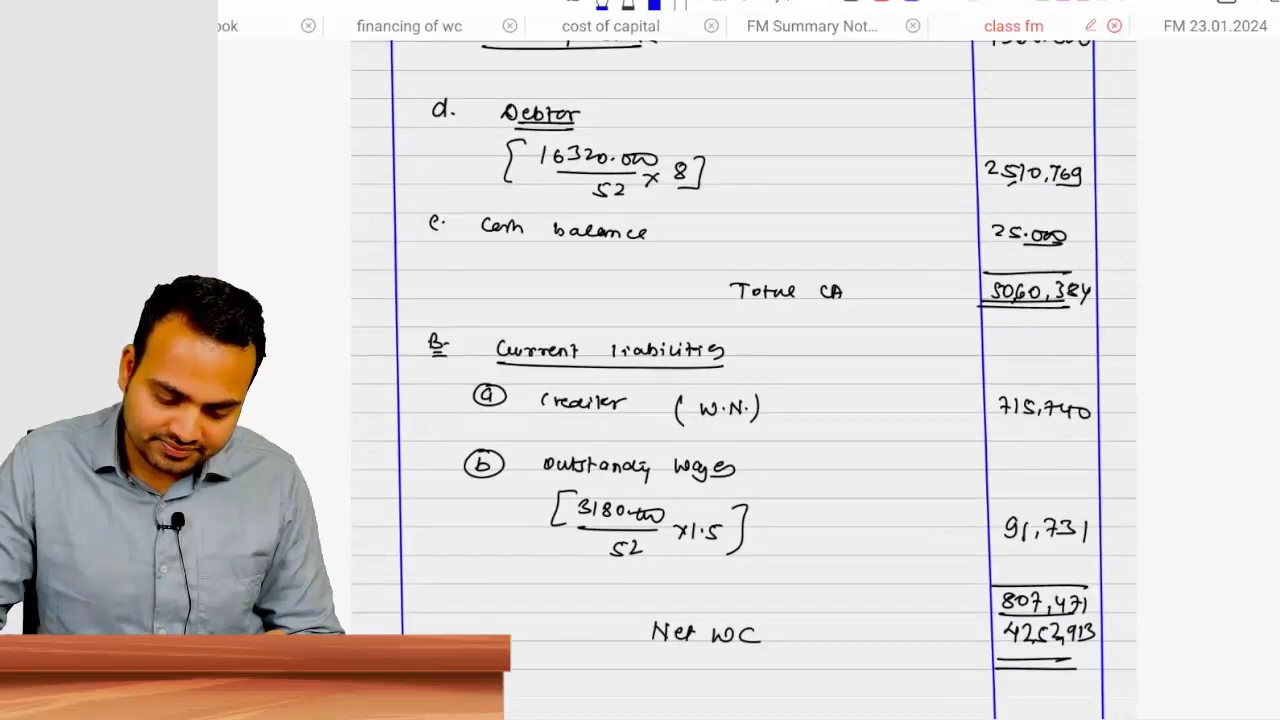 ook financing of wc cost of capital FM Summary Not... class fm FM 23.01.2024
d. Debtor
[16320.000 / 52 × 8] 2510,769
e. Cash balance 25.000
Total CA 5060,384
B. Current liabilities
(a) Creditor (W.N.) 715,740
(b) Outstanding wages
[3180.000 / 52 × 1.5] 91,731
807,471
Net WC 4252,913